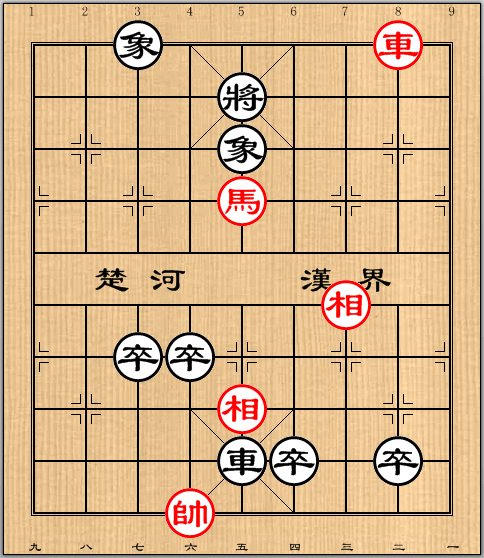 1 2 3 4 5 6 7 8 9
象 車
將
象
馬
楚河 漢界
相
卒 卒
相
車 卒 卒
帥
九 八 七 六 五 四 三 二 一